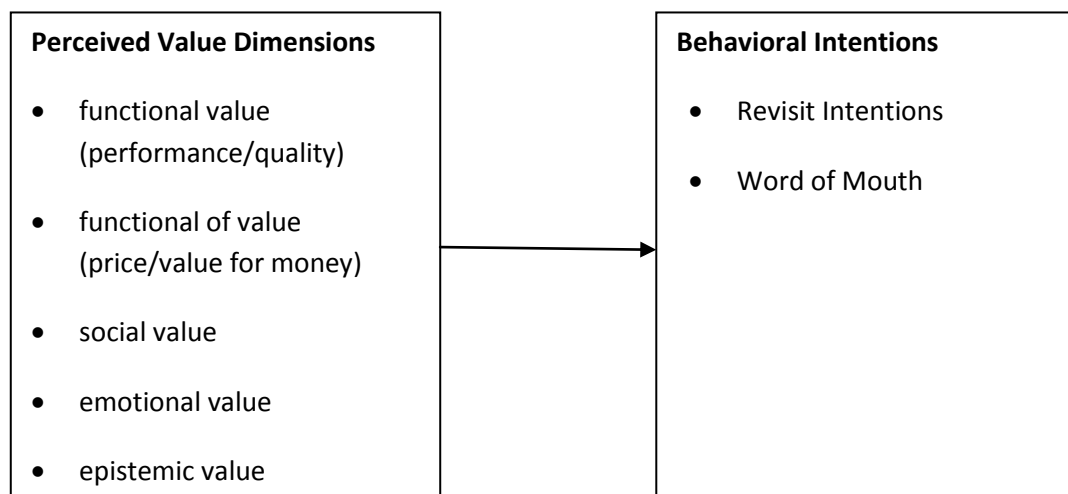 Perceived Value Dimensions
• functional value
(performance/quality)
• functional of value
(price/value for money)
• social value
• emotional value
• epistemic value
Behavioral Intentions
• Revisit Intentions
• Word of Mouth